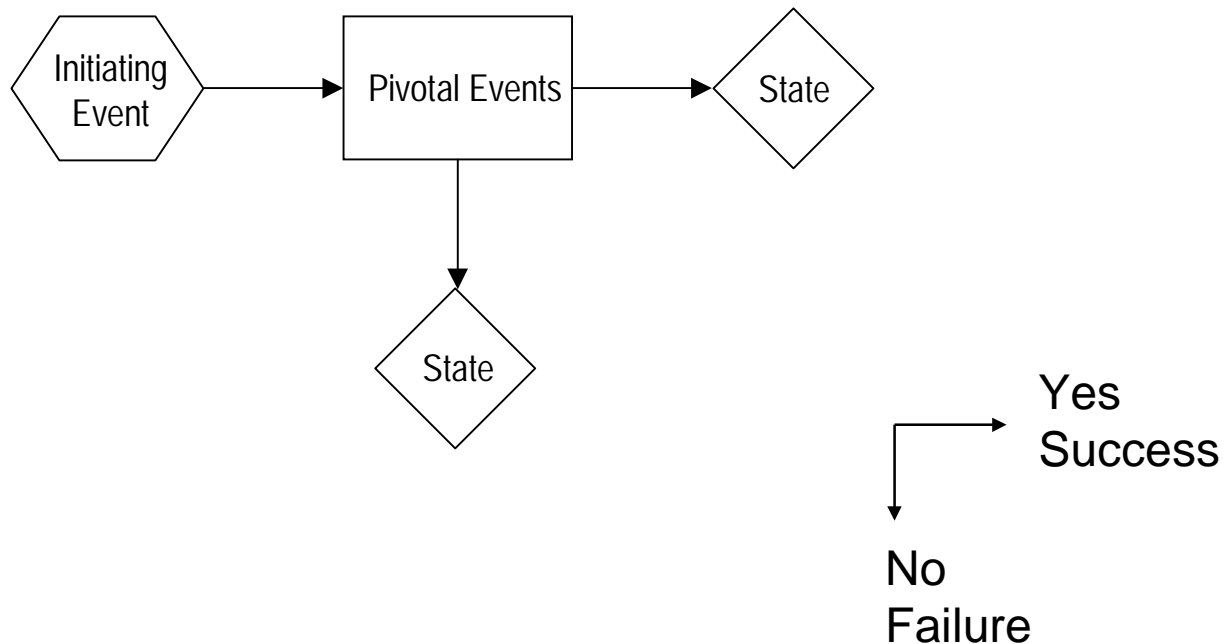 Initiating
Event
Pivotal Events
State
State
Yes
Success
No
Failure